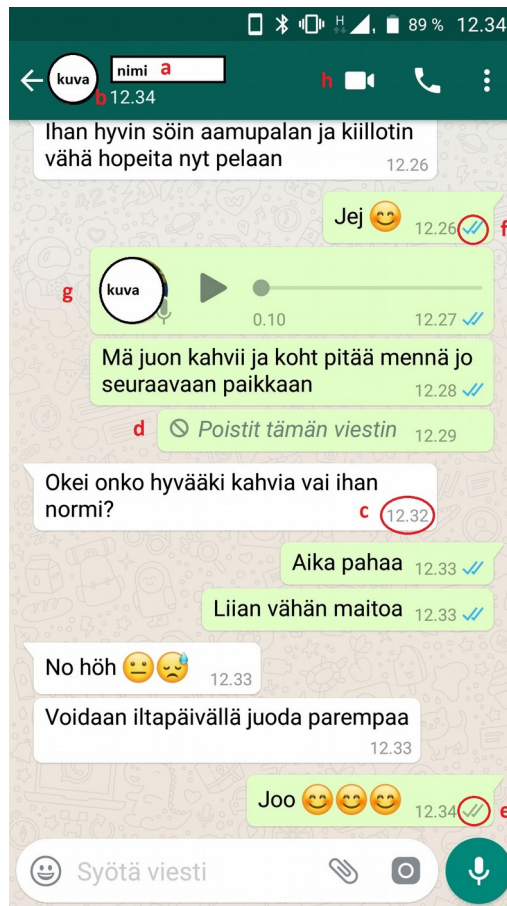 89 % 12.34
kuva nimi a h
b 12.34
Ihan hyvin söin aamupalan ja kiillotin
vähä hopeita nyt pelaan 12.26
Jej 😊 12.26 f
g kuva 0.10 12.27
Mä juon kahvii ja koht pitää mennä jo
seuraavaan paikkaan 12.28
d Poistit tämän viestin 12.29
Okei onko hyvääki kahvia vai ihan
normi? c 12.32
Aika pahaa 12.33
Liian vähän maitoa 12.33
No höh 😐😓 12.33
Voidaan iltapäivällä juoda parempaa
12.33
Joo 😊😊😊 12.34 e
Syötä viesti